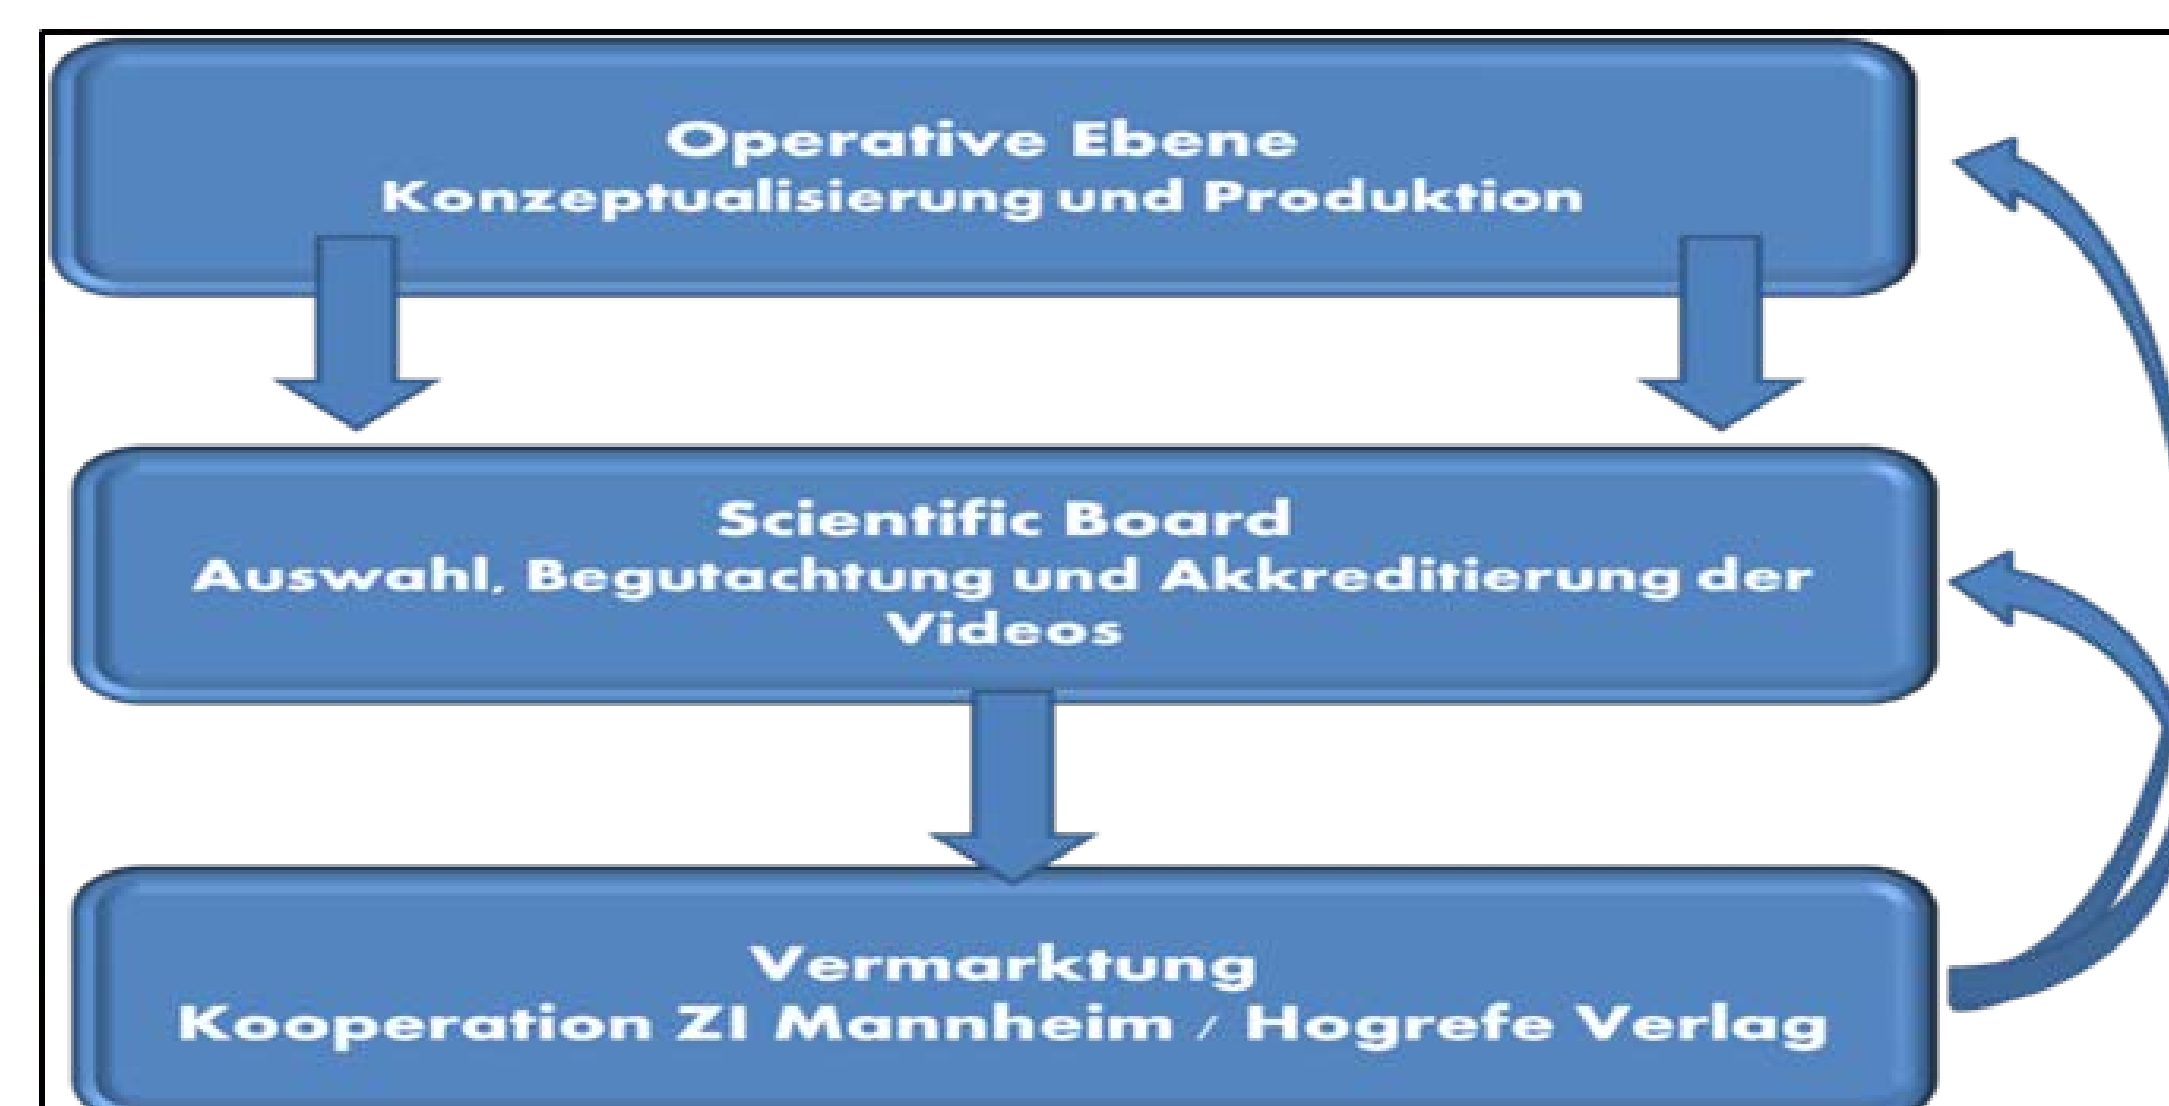 Operative Ebene
Konzeptualisierung und Produktion
Scientific Board
Auswahl, Begutachtung und Akkreditierung der
Videos
Vermarktung
Kooperation ZI Mannheim / Hogrefe Verlag